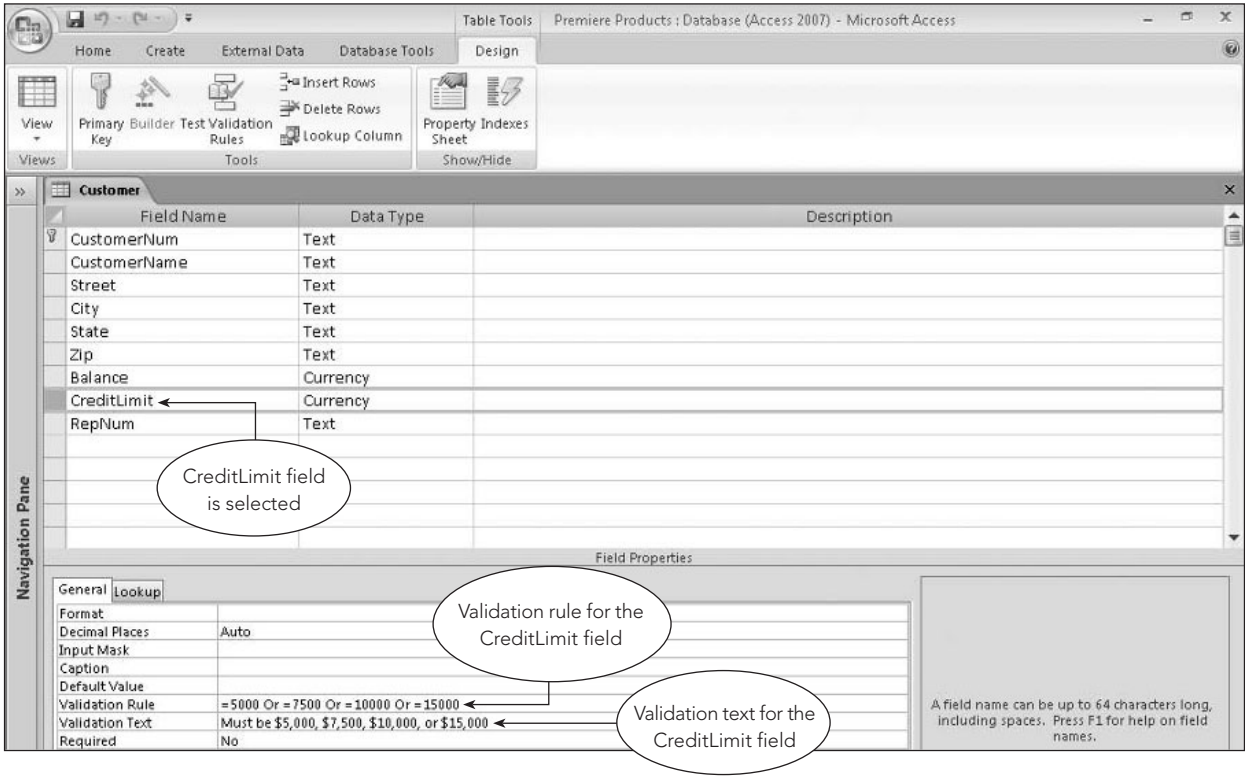 Table Tools Premiere Products : Database (Access 2007) - Microsoft Access
Home Create External Data Database Tools Design
View
Primary Key
Builder
Test Validation Rules
Insert Rows
Delete Rows
Lookup Column
Property Sheet
Indexes
Views Tools Show/Hide
Customer
Field Name Data Type Description
CustomerNum Text
CustomerName Text
Street Text
City Text
State Text
Zip Text
Balance Currency
CreditLimit Currency
RepNum Text
CreditLimit field
is selected
Navigation Pane
Field Properties
General Lookup
Format
Decimal Places Auto
Input Mask
Caption
Default Value
Validation Rule =5000 Or =7500 Or =10000 Or =15000
Validation Text Must be $5,000, $7,500, $10,000, or $15,000
Required No
Validation rule for the
CreditLimit field
Validation text for the
CreditLimit field
A field name can be up to 64 characters long,
including spaces. Press F1 for help on field
names.